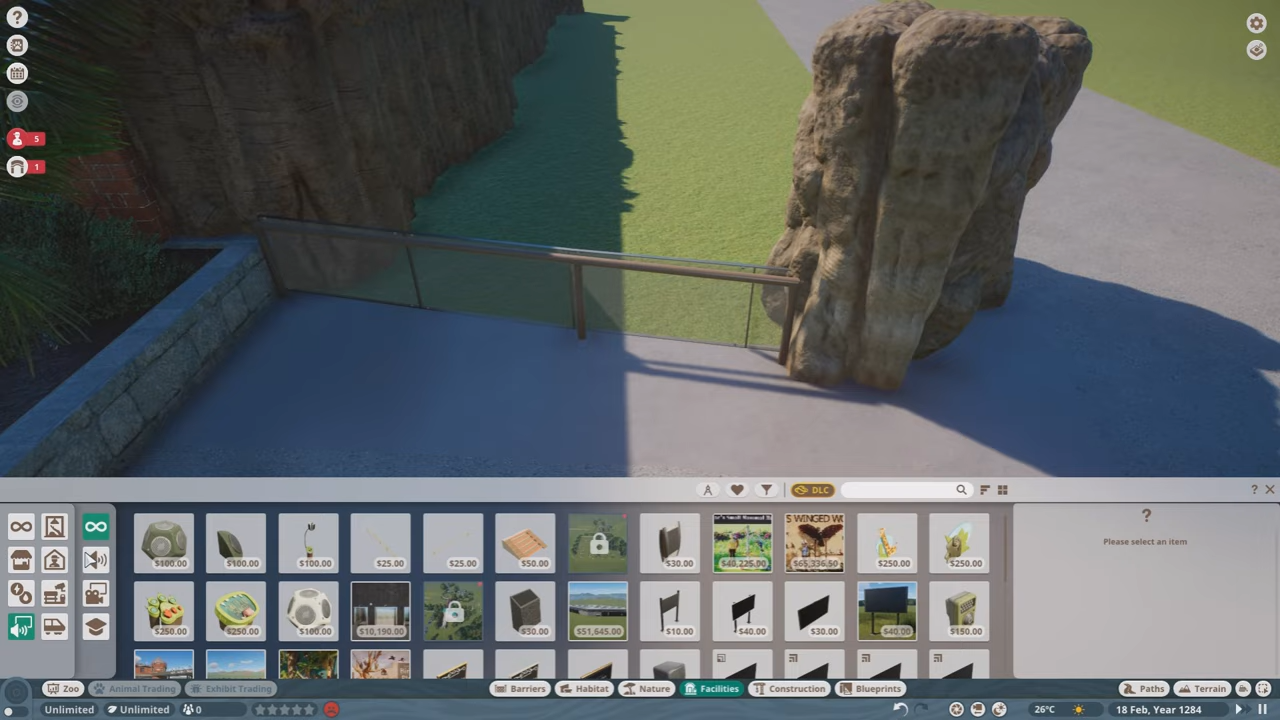 ?
5
1
DLC
? ×
$100.00 $100.00 $100.00 $25.00 $25.00 $50.00 $30.00 $40,225.00 $65,336.50 $250.00 $250.00
S WINGED W
?
Please select an item
$250.00 $250.00 $100.00 $10,190.00 $30.00 $51,645.00 $10.00 $40.00 $30.00 $40.00 $150.00
Zoo Animal Trading Exhibit Trading Barriers Habitat Nature Facilities Construction Blueprints Paths Terrain
Unlimited Unlimited 0 26°C 18 Feb, Year 1284